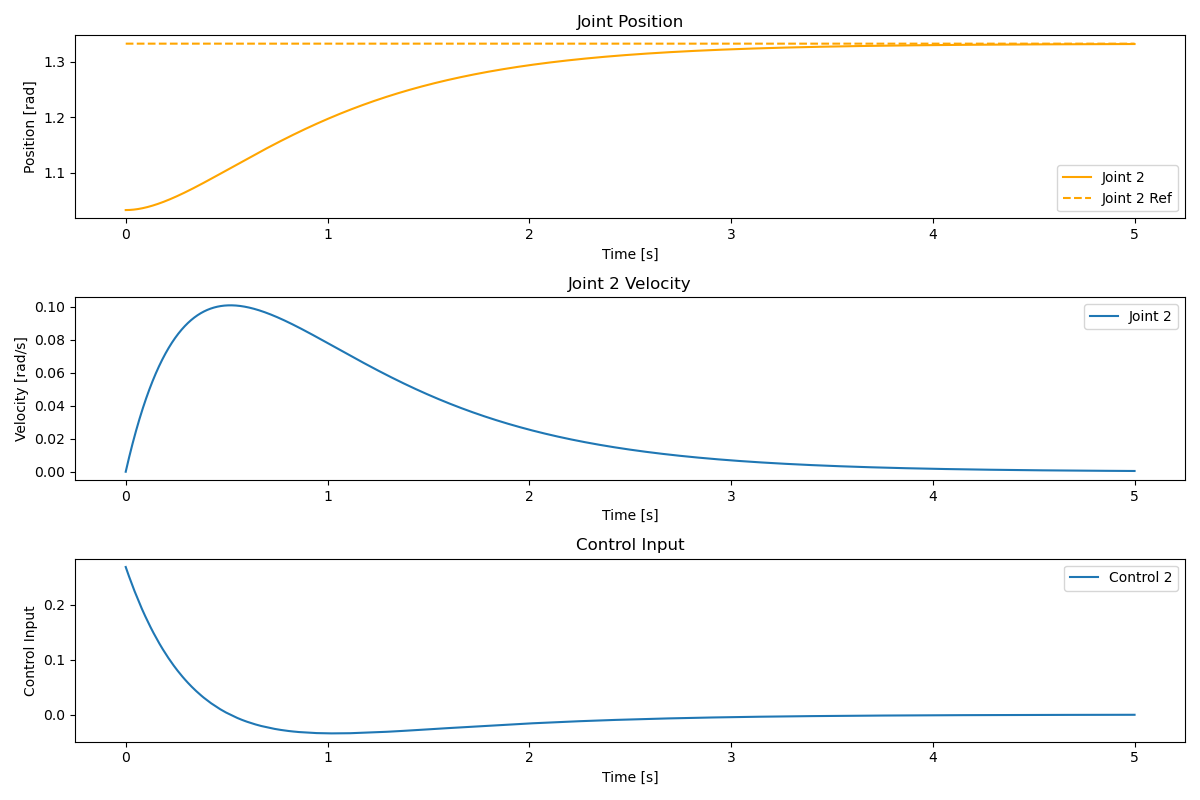 Joint Position
Position [rad]
1.3
1.2
1.1
Joint 2
Joint 2 Ref
0 1 2 3 4 5
Time [s]
Joint 2 Velocity
Velocity [rad/s]
0.10
0.08
0.06
0.04
0.02
0.00
Joint 2
0 1 2 3 4 5
Time [s]
Control Input
Control Input
0.2
0.1
0.0
Control 2
0 1 2 3 4 5
Time [s]